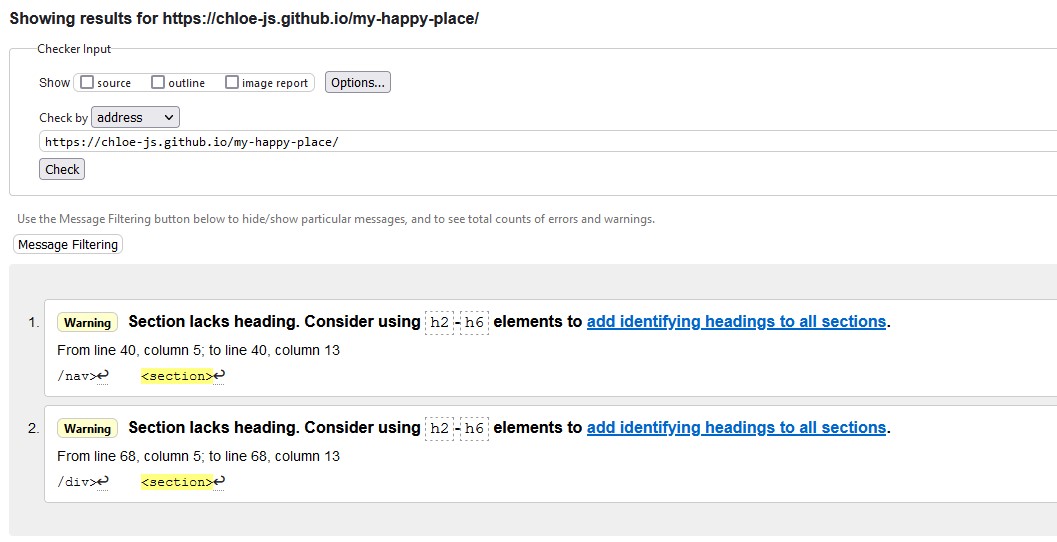 Showing results for https://chloe-js.github.io/my-happy-place/
Checker Input
Show source outline image report Options...
Check by address
https://chloe-js.github.io/my-happy-place/
Check
Use the Message Filtering button below to hide/show particular messages, and to see total counts of errors and warnings.
Message Filtering
1. Warning Section lacks heading. Consider using h2-h6 elements to add identifying headings to all sections.
From line 40, column 5; to line 40, column 13
/nav>↩ <section>↩
2. Warning Section lacks heading. Consider using h2-h6 elements to add identifying headings to all sections.
From line 68, column 5; to line 68, column 13
/div>↩ <section>↩